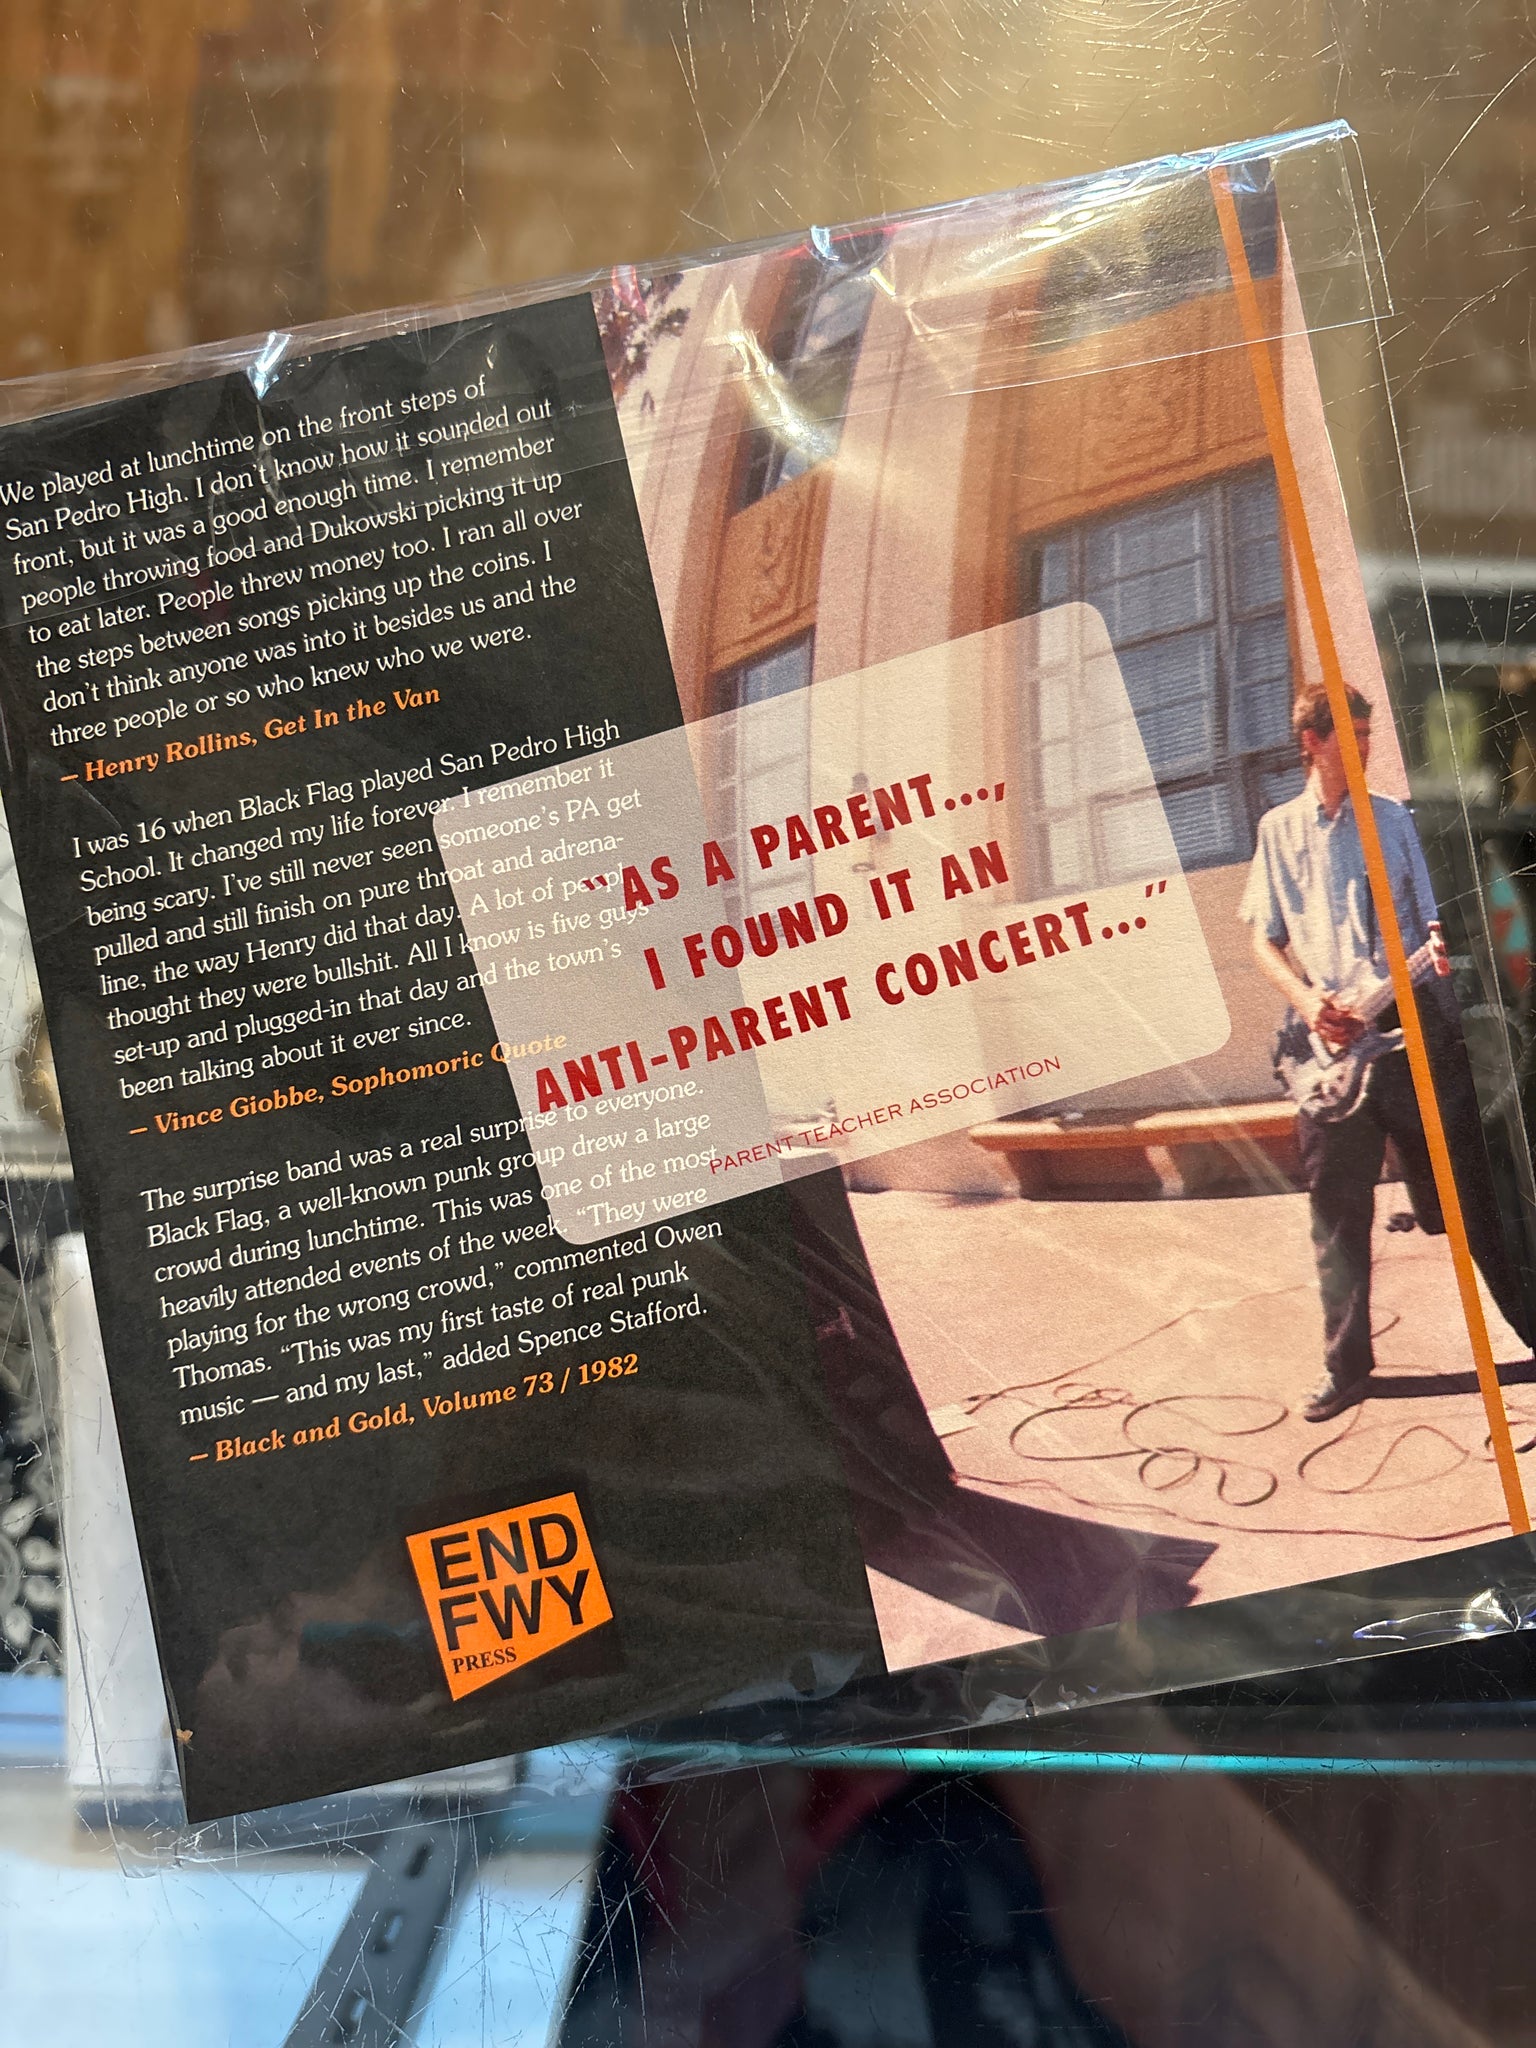 We played at lunchtime on the front steps of
San Pedro High. I don't know how it sounded out
front, but it was a good enough time. I remember
people throwing food and Dukowski picking it up
to eat later. People threw money too. I ran all over
the steps between songs picking up the coins. I
don't think anyone was into it besides us and the
three people or so who knew who we were.
— Henry Rollins, Get In the Van
I was 16 when Black Flag played San Pedro High
School. It changed my life forever. I remember it
being scary. I've still never seen someone's PA get
pulled and still finish on pure throat and adrena-
line, the way Henry did that day. A lot of people
thought they were bullshit. All I know is five guys
set-up and plugged-in that day and the town's
been talking about it ever since.
— Vince Giobbe, Sophomoric Quote
The surprise band was a real surprise to everyone.
Black Flag, a well-known punk group drew a large
crowd during lunchtime. This was one of the most
heavily attended events of the week. “They were
playing for the wrong crowd,” commented Owen
Thomas. “This was my first taste of real punk
music — and my last,” added Spence Stafford.
— Black and Gold, Volume 73 / 1982
END
FWY
PRESS
“AS A PARENT...,
I FOUND IT AN
ANTI-PARENT CONCERT...”
PARENT TEACHER ASSOCIATION